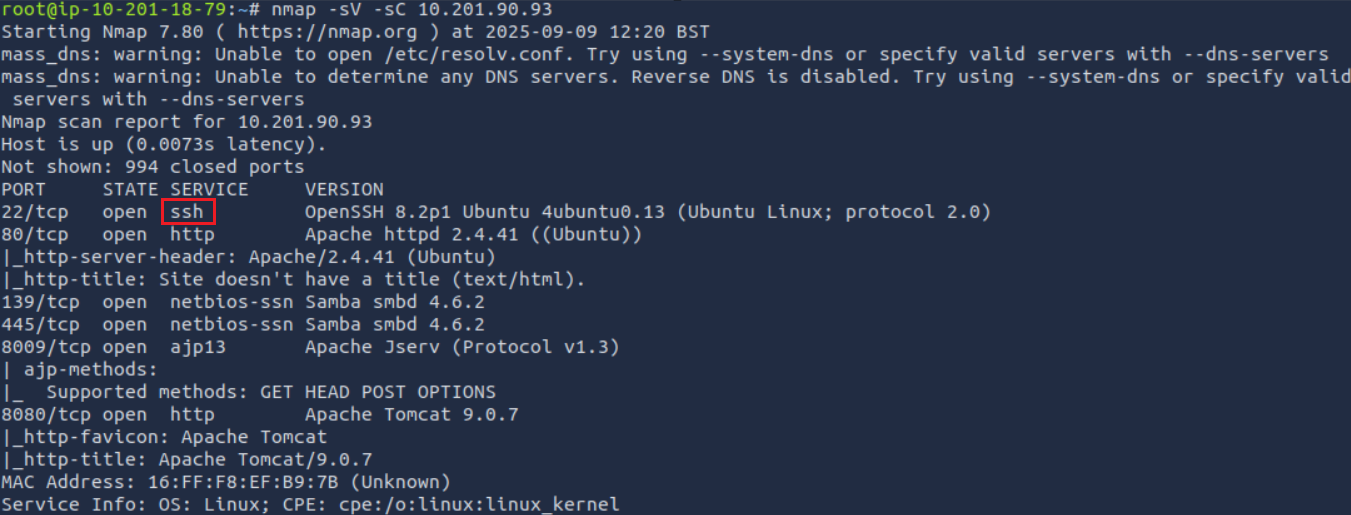 root@ip-10-201-18-79:~# nmap -sV -sC 10.201.90.93
Starting Nmap 7.80 ( https://nmap.org ) at 2025-09-09 12:20 BST
mass_dns: warning: Unable to open /etc/resolv.conf. Try using --system-dns or specify valid servers with --dns-servers
mass_dns: warning: Unable to determine any DNS servers. Reverse DNS is disabled. Try using --system-dns or specify valid
 servers with --dns-servers
Nmap scan report for 10.201.90.93
Host is up (0.0073s latency).
Not shown: 994 closed ports
PORT     STATE SERVICE     VERSION
22/tcp   open  ssh         OpenSSH 8.2p1 Ubuntu 4ubuntu0.13 (Ubuntu Linux; protocol 2.0)
80/tcp   open  http        Apache httpd 2.4.41 ((Ubuntu))
|_http-server-header: Apache/2.4.41 (Ubuntu)
|_http-title: Site doesn't have a title (text/html).
139/tcp  open  netbios-ssn Samba smbd 4.6.2
445/tcp  open  netbios-ssn Samba smbd 4.6.2
8009/tcp open  ajp13       Apache Jserv (Protocol v1.3)
| ajp-methods:
|_  Supported methods: GET HEAD POST OPTIONS
8080/tcp open  http        Apache Tomcat 9.0.7
|_http-favicon: Apache Tomcat
|_http-title: Apache Tomcat/9.0.7
MAC Address: 16:FF:F8:EF:B9:7B (Unknown)
Service Info: OS: Linux; CPE: cpe:/o:linux:linux_kernel